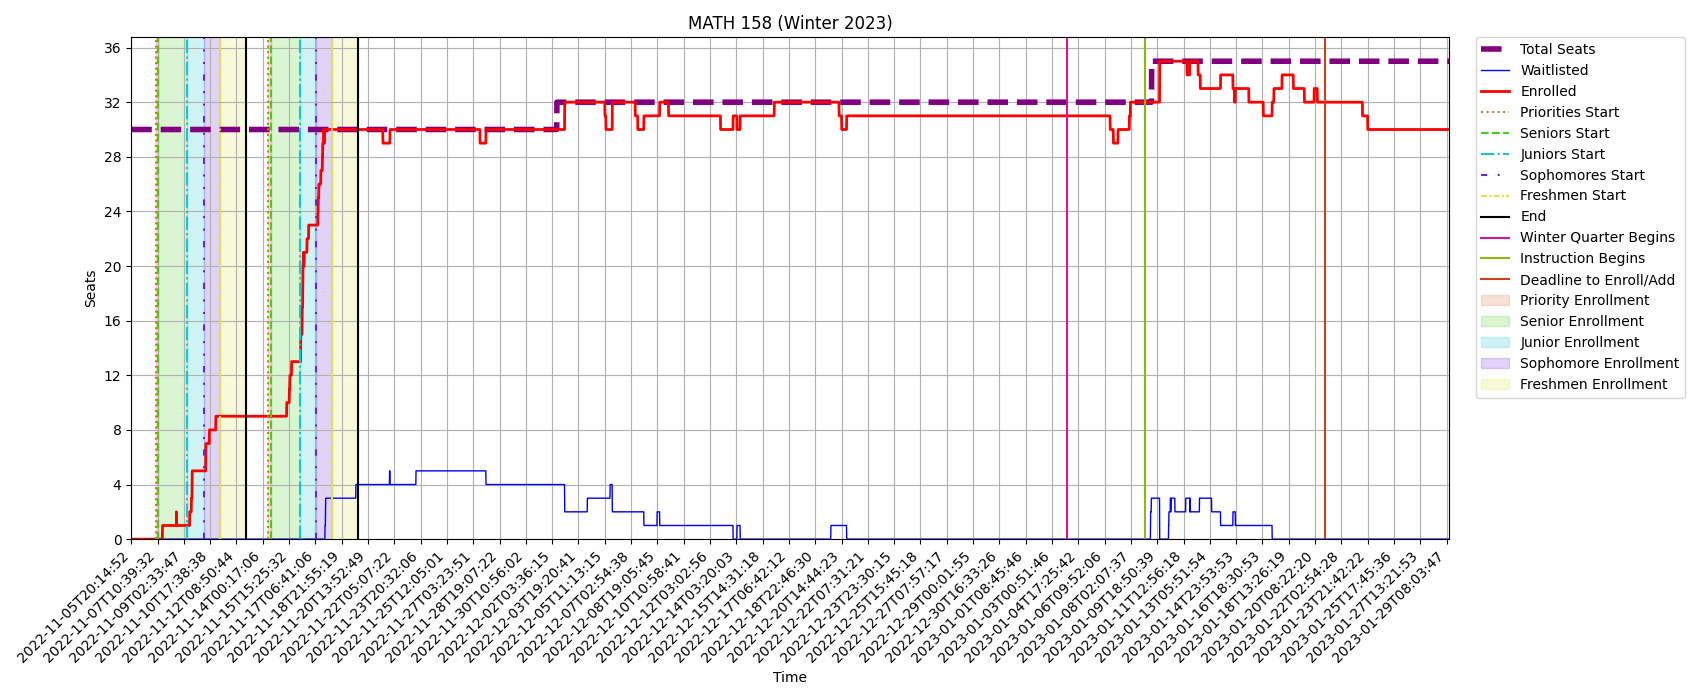 MATH 158 (Winter 2023)
Seats
36
32
28
24
20
16
12
8
4
0
2022-11-05T20:14:52
2022-11-07T10:39:32
2022-11-09T02:33:47
2022-11-10T17:38:38
2022-11-12T08:50:44
2022-11-14T00:17:06
2022-11-15T15:25:32
2022-11-17T06:41:06
2022-11-18T21:55:19
2022-11-20T13:52:49
2022-11-22T05:07:22
2022-11-23T20:32:06
2022-11-25T12:05:01
2022-11-27T03:23:51
2022-11-28T19:07:22
2022-11-30T10:56:02
2022-12-02T03:36:15
2022-12-03T19:20:41
2022-12-05T11:13:15
2022-12-07T02:54:38
2022-12-08T19:05:45
2022-12-10T10:58:41
2022-12-12T03:02:56
2022-12-13T03:20:03
2022-12-15T14:31:18
2022-12-17T06:42:12
2022-12-18T22:46:30
2022-12-20T14:44:23
2022-12-22T07:31:21
2022-12-23T23:30:15
2022-12-25T15:45:18
2022-12-27T07:57:17
2022-12-29T00:01:55
2022-12-30T16:33:26
2023-01-01T08:45:46
2023-01-03T00:51:46
2023-01-04T17:25:42
2023-01-06T09:52:06
2023-01-08T02:07:37
2023-01-09T18:50:39
2023-01-11T12:56:18
2023-01-13T05:51:54
2023-01-14T23:53:53
2023-01-16T18:30:53
2023-01-18T13:26:19
2023-01-20T08:22:20
2023-01-22T02:54:28
2023-01-23T21:42:22
2023-01-25T17:45:36
2023-01-27T13:21:53
2023-01-29T08:03:47
Time
Total Seats
Waitlisted
Enrolled
Priorities Start
Seniors Start
Juniors Start
Sophomores Start
Freshmen Start
End
Winter Quarter Begins
Instruction Begins
Deadline to Enroll/Add
Priority Enrollment
Senior Enrollment
Junior Enrollment
Sophomore Enrollment
Freshmen Enrollment